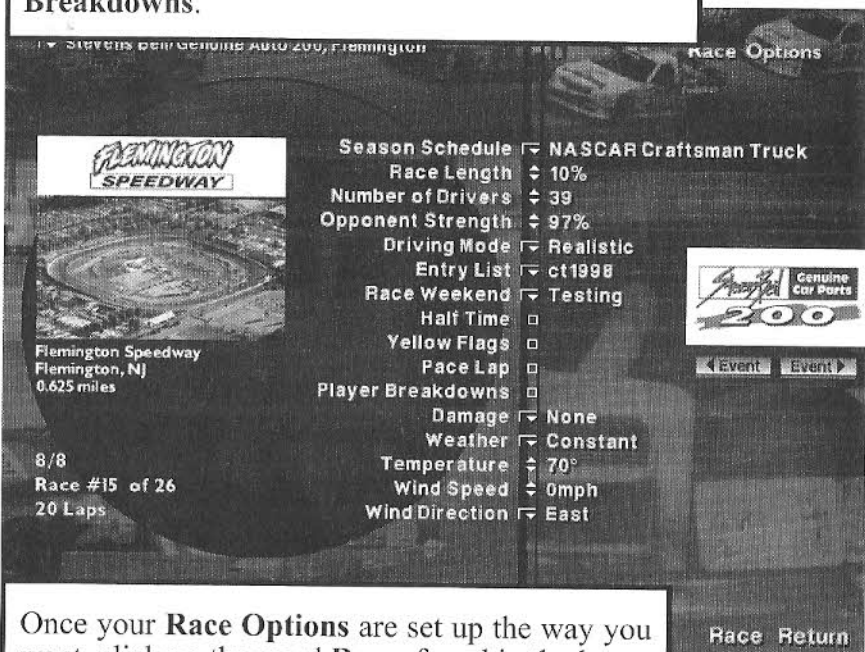 Breakdowns.
Stevens Bell/Genuine Auto 200, Flemington
Race Options
FLEMINGTON
SPEEDWAY
Flemington Speedway
Flemington, NJ
0.625 miles
8/8
Race #15 of 26
20 Laps
Season Schedule NASCAR Craftsman Truck
Race Length 10%
Number of Drivers 39
Opponent Strength 97%
Driving Mode Realistic
Entry List ct1998
Race Weekend Testing
Half Time
Yellow Flags
Pace Lap
Player Breakdowns
Damage None
Weather Constant
Temperature 70°
Wind Speed 0mph
Wind Direction East
Genuine
Car Parts
200
Event Event
Once your Race Options are set up the way you
Race Return